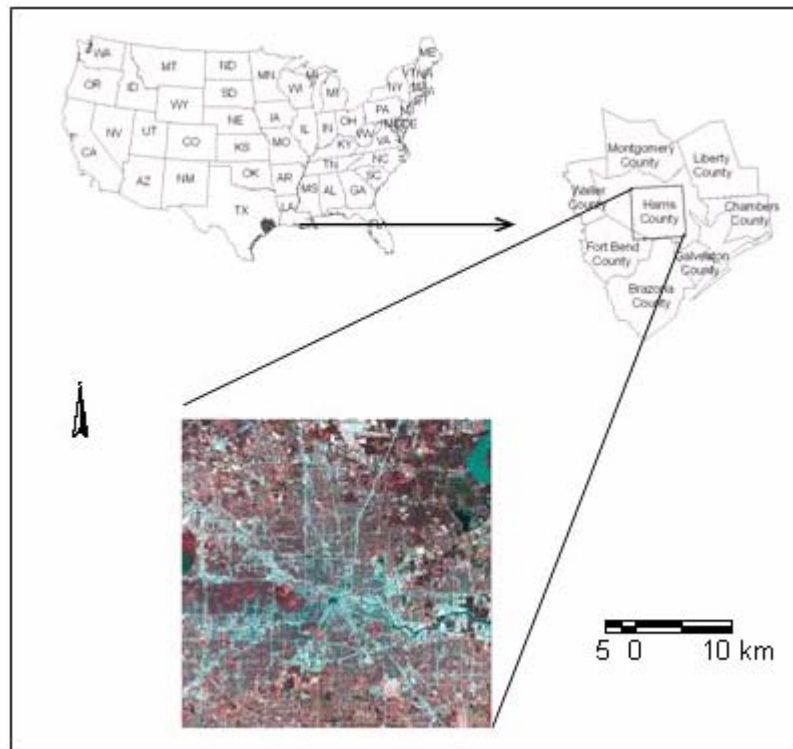 WA
MT
ND
MN
ME
OR
ID
SD
WI
MI
NY
WY
NE
IA
PA
NV
UT
CO
KS
MO
IL
IN
OH
WV
VA
KY
CA
AZ
NM
OK
AR
TN
NC
SC
MS
AL
GA
TX
LA
FL
Montgomery
County
Liberty
County
Waller
County
Harris
County
Chambers
County
Fort Bend
County
Galveston
County
Brazoria
County
5 0 10 km